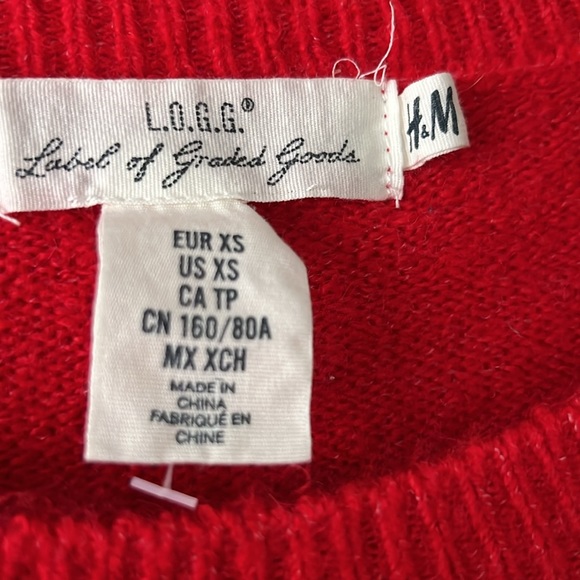 L.O.G.G.®
Label of Graded Goods
H&M
EUR XS
US XS
CA TP
CN 160/80A
MX XCH
MADE IN
CHINA
FABRIQUÉ EN
CHINE